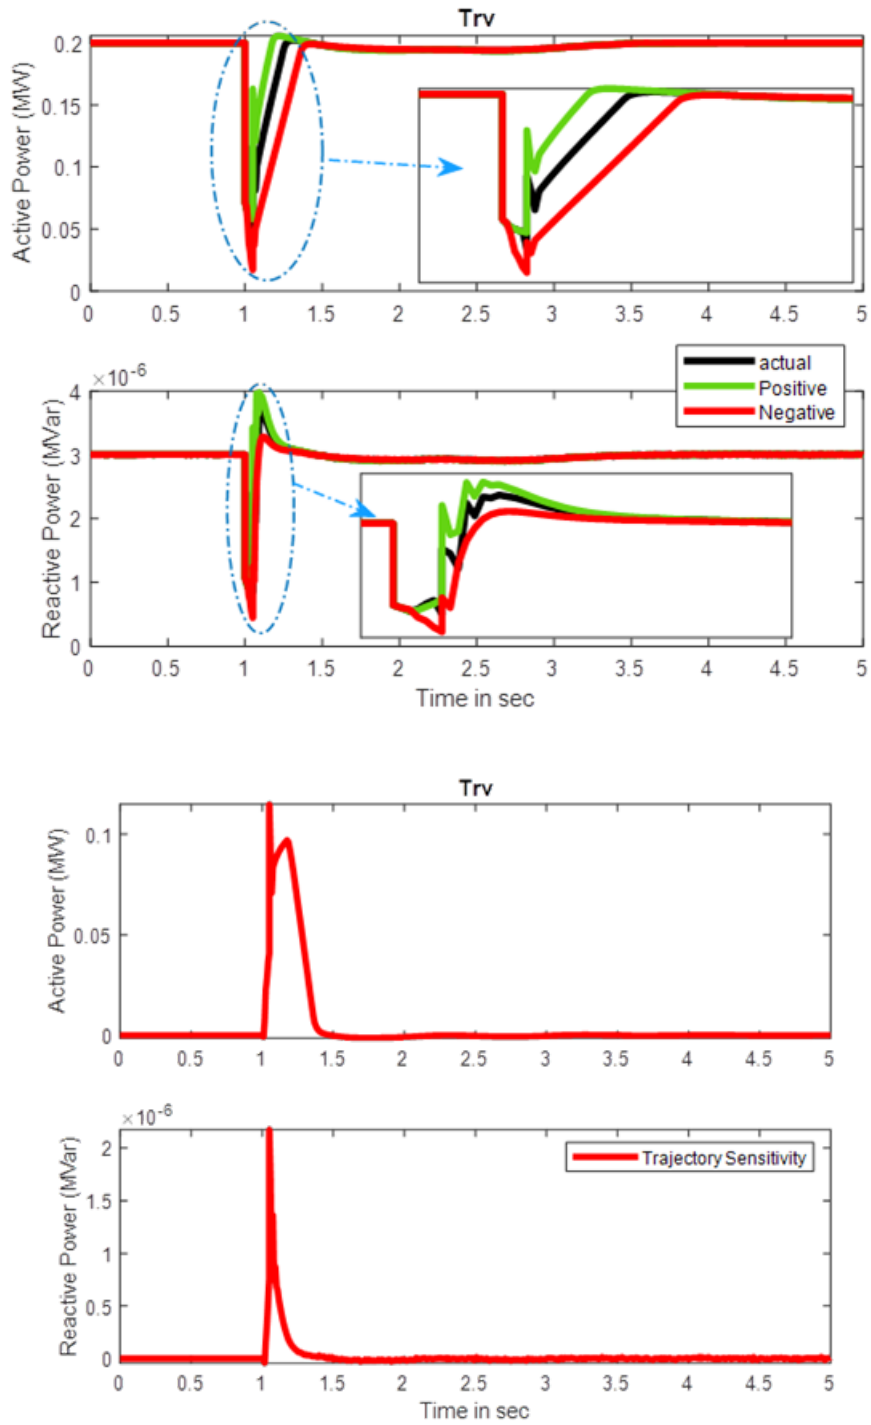 Trv
Active Power (MW)
0.2
0.15
0.1
0.05
0
0 0.5 1 1.5 2 2.5 3 3.5 4 4.5 5
actual
Positive
Negative
×10-6
Reactive Power (MVar)
4
3
2
1
0
0 0.5 1 1.5 2 2.5 3 3.5 4 4.5 5
Time in sec
Trv
Active Power (MW)
0.1
0.05
0
0 0.5 1 1.5 2 2.5 3 3.5 4 4.5 5
×10-6
Reactive Power (MVar)
Trajectory Sensitivity
2
1.5
1
0.5
0
0 0.5 1 1.5 2 2.5 3 3.5 4 4.5 5
Time in sec